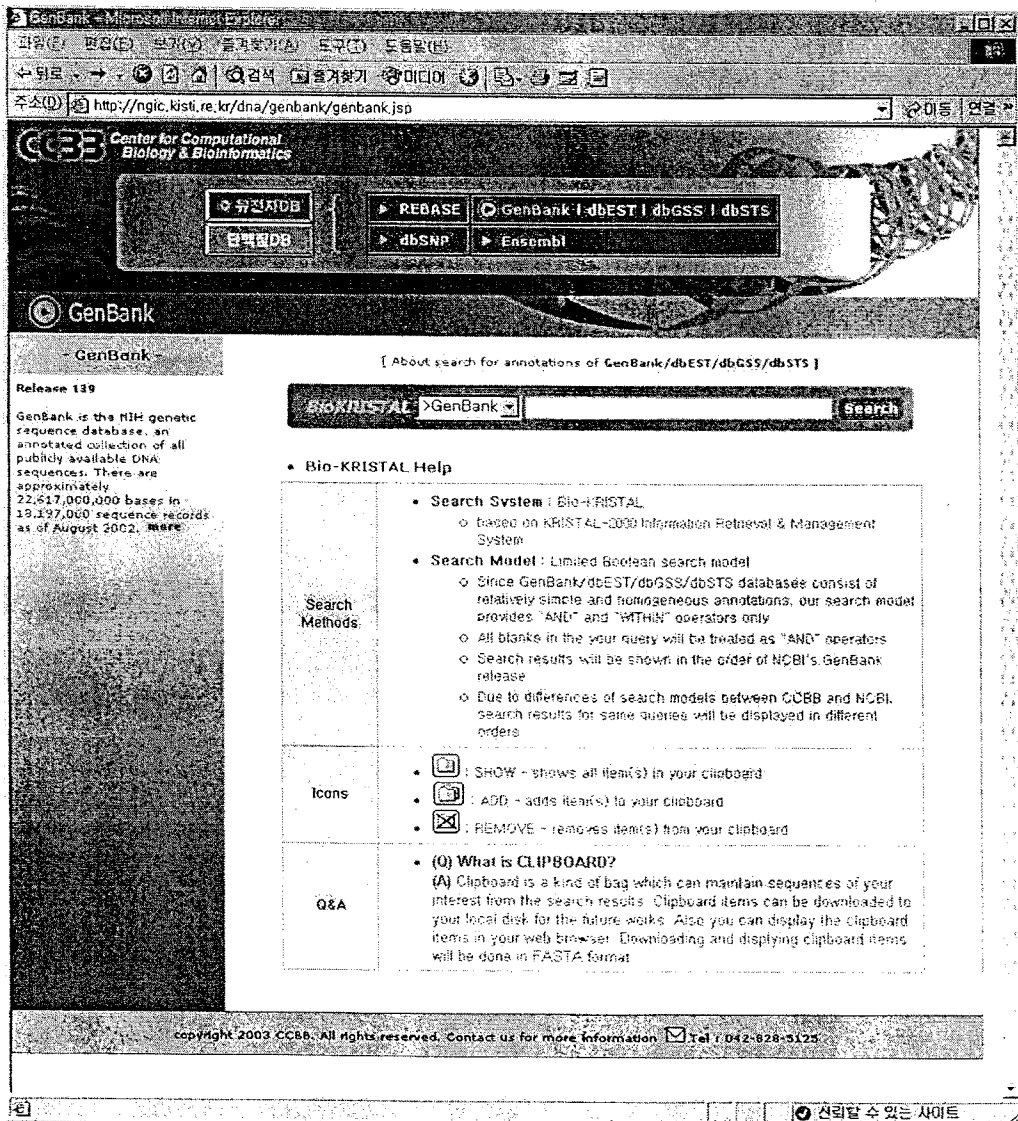 GenBank - Microsoft Internet Explorer
파일(F) 편집(E) 보기(V) 즐겨찾기(A) 도구(T) 도움말(H)
뒤로 검색 즐겨찾기 미디어
주소(D) http://ngic.kisti.re.kr/dna/genbank/genbank.jsp 이동 연결 »
CCBB Center for Computational
Biology & Bioinformatics
유전자DB REBASE GenBank | dbEST | dbGSS | dbSTS
단백질DB dbSNP Ensembl
GenBank
- GenBank -
Release 139
GenBank is the NIH genetic
sequence database, an
annotated collection of all
publicly available DNA
sequences. There are
approximately
22,617,000,000 bases in
18,197,000 sequence records
as of August 2002. more
[ About search for annotations of GenBank/dbEST/dbGSS/dbSTS ]
BIOKRISTAL >GenBank Search
• Bio-KRISTAL Help
Search
Methods
• Search System : Bio-KRISTAL
o based on KRISTAL-2000 Information Retrieval & Management
System
• Search Model : Limited Boolean search model
o Since GenBank/dbEST/dbGSS/dbSTS databases consist of
relatively simple and homogeneous annotations, our search model
provides "AND" and "WITHIN" operators only
o All blanks in the your query will be treated as "AND" operators
o Search results will be shown in the order of NCBI's GenBank
release
o Due to differences of search models between CCBB and NCBI,
search results for same queries will be displayed in different
orders
Icons
• : SHOW - shows all item(s) in your clipboard
• : ADD - adds item(s) to your clipboard
• : REMOVE - removes item(s) from your clipboard
Q&A
• (Q) What is CLIPBOARD?
(A) Clipboard is a kind of bag which can maintain sequences of your
interest from the search results. Clipboard items can be downloaded to
your local disk for the future works. Also you can display the clipboard
items in your web browser. Downloading and displying clipboard items
will be done in FASTA format
copyright 2003 CCBB. All rights reserved. Contact us for more information Tel : 042-828-5125
신뢰할 수 있는 사이트